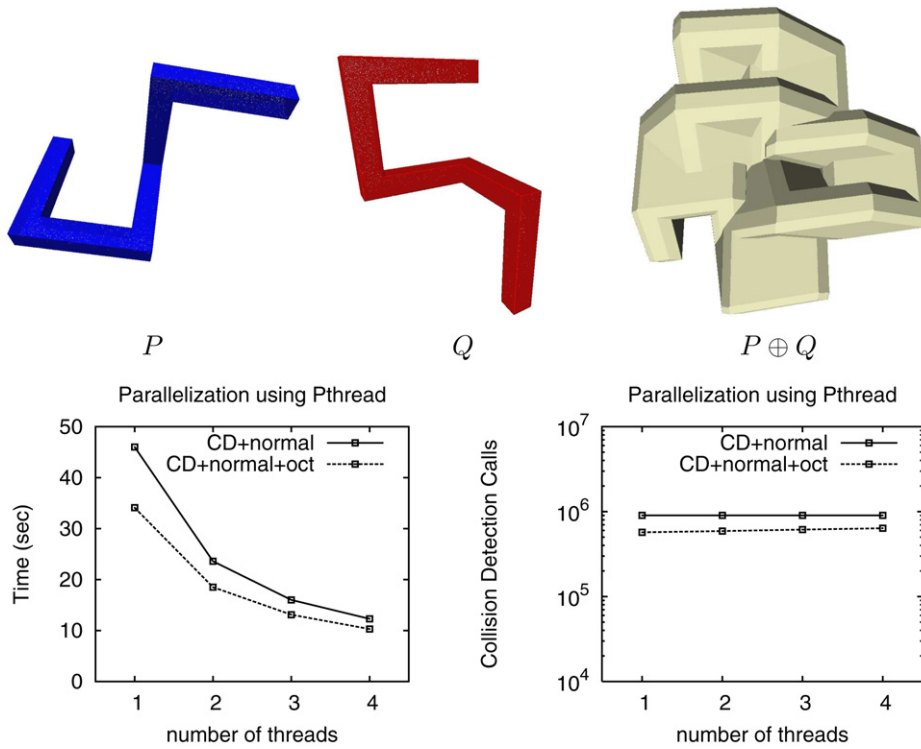 P
Q
P ⊕ Q
Parallelization using Pthread
50
40
30
20
10
0
Time (sec)
CD+normal
CD+normal+oct
1 2 3 4
number of threads
Parallelization using Pthread
10^7
10^6
10^5
10^4
Collision Detection Calls
CD+normal
CD+normal+oct
1 2 3 4
number of threads